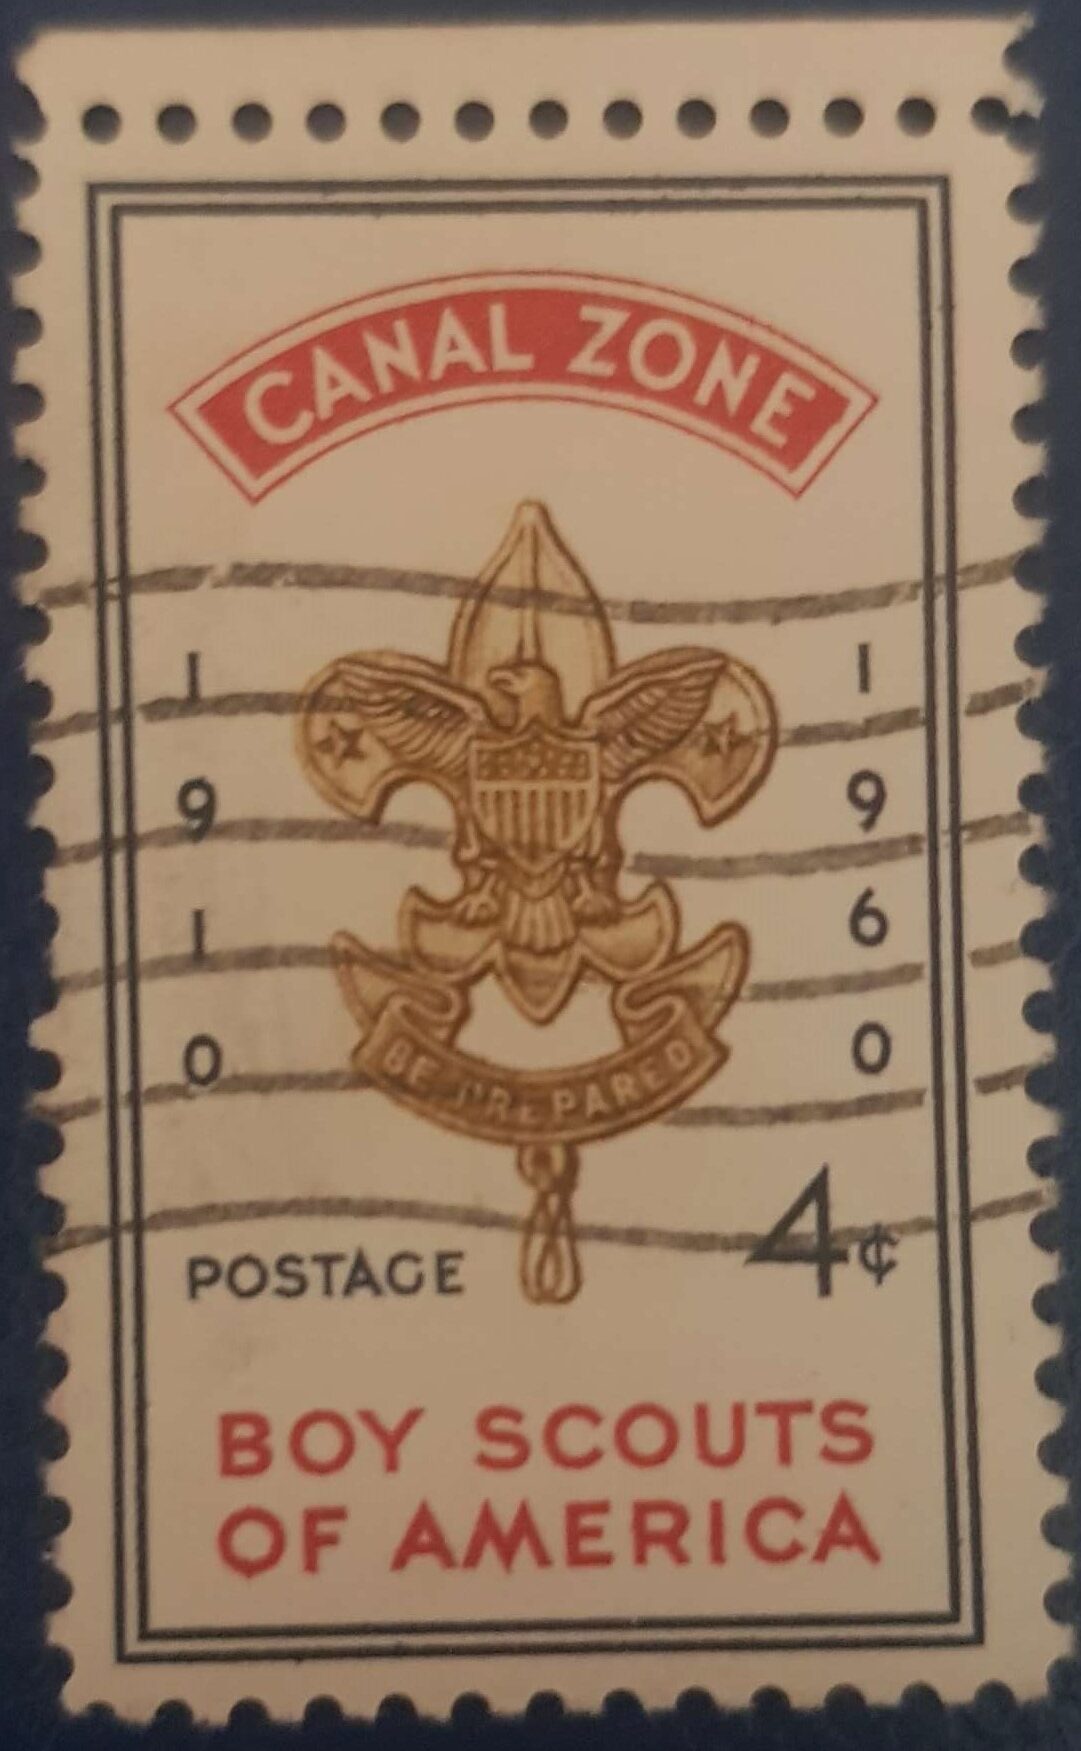 CANAL ZONE
1910
1960
BE PREPARED
POSTAGE
4¢
BOY SCOUTS
OF AMERICA